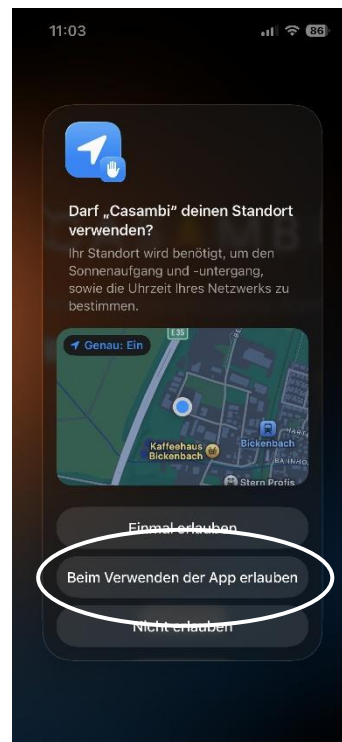 11:03
86
Darf „Casambi" deinen Standort
verwenden?
Ihr Standort wird benötigt, um den
Sonnenaufgang und -untergang,
sowie die Uhrzeit Ihres Netzwerks zu
bestimmen.
E35
Genau: Ein
Kaffeehaus
Bickenbach
Bickenbach
Stern Profis
Einmal erlauben
Beim Verwenden der App erlauben
Nicht erlauben